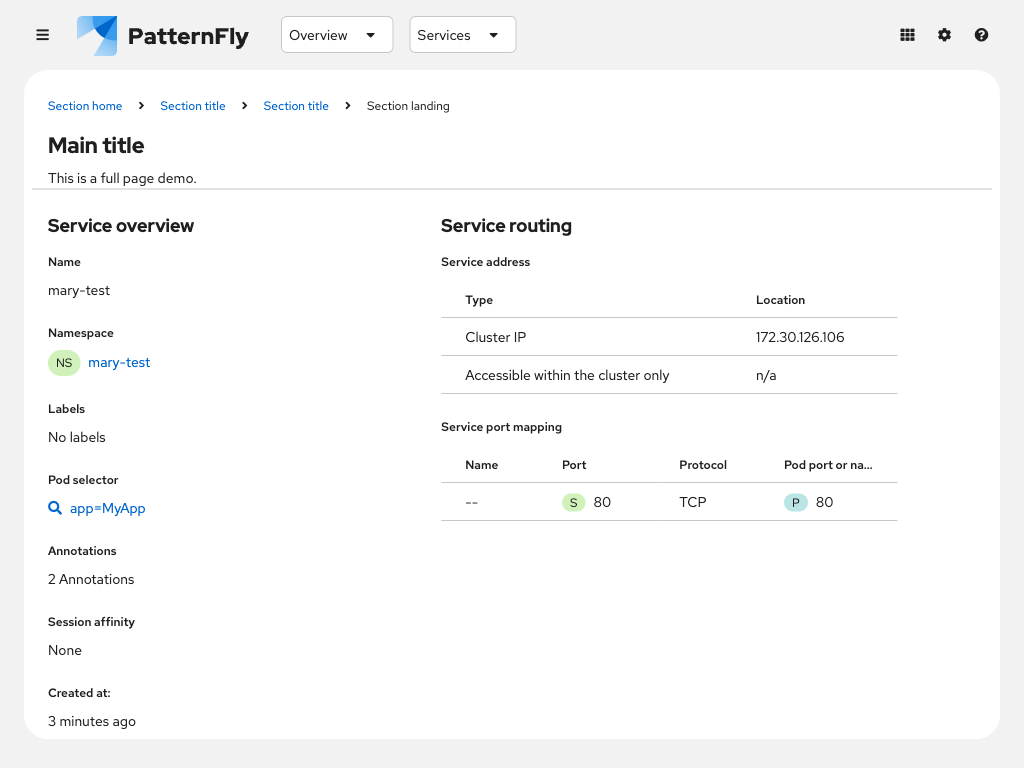 PatternFly
Overview
Services
Section home
Section title
Section title
Section landing
Main title
This is a full page demo.
Service overview
Name
mary-test
Namespace
NS mary-test
Labels
No labels
Pod selector
app=MyApp
Annotations
2 Annotations
Session affinity
None
Created at:
3 minutes ago
Service routing
Service address
Type Location
Cluster IP 172.30.126.106
Accessible within the cluster only n/a
Service port mapping
Name Port Protocol Pod port or na...
-- S 80 TCP P 80